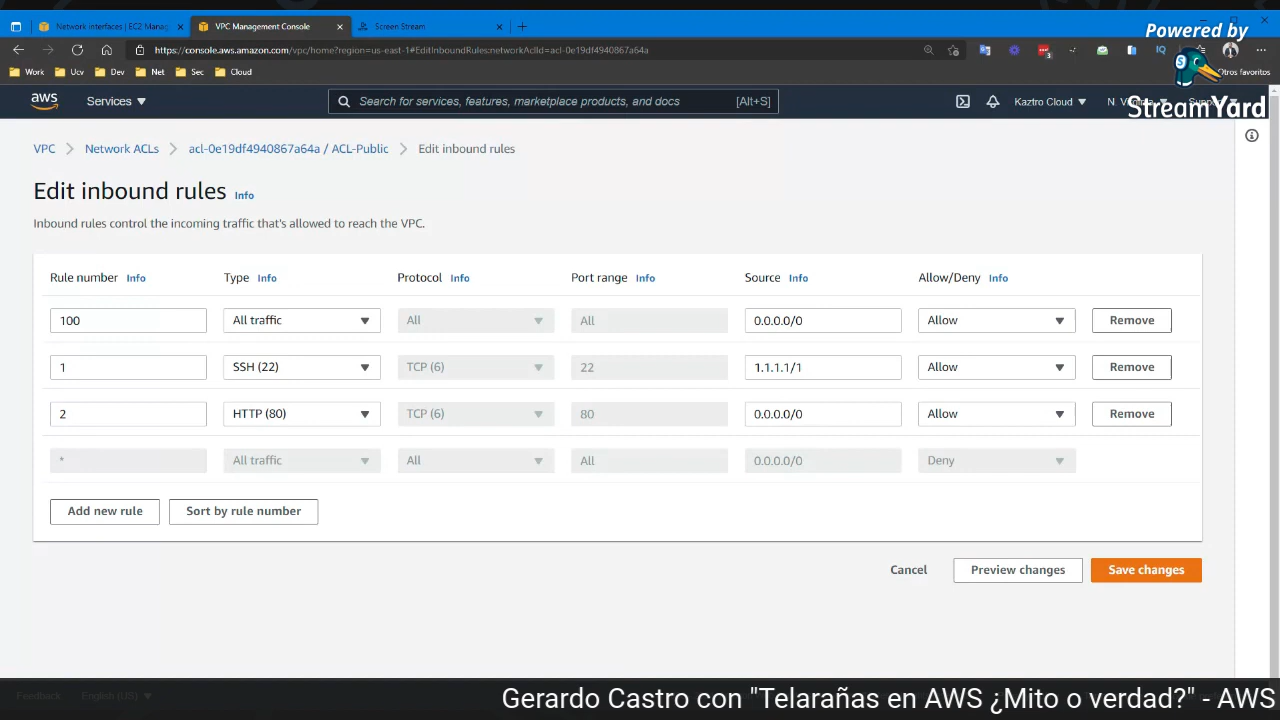 Network interfaces | EC2 Manag
VPC Management Console
Screen Stream
Powered by
https://console.aws.amazon.com/vpc/home?region=us-east-1#EditInboundRules:networkAclId=acl-0e19df4940867a64a
Work
Ucv
Dev
Net
Sec
Cloud
Otros favoritos
aws
Services
Search for services, features, marketplace products, and docs
[Alt+S]
Kaztro Cloud
StreamYard
VPC
Network ACLs
acl-0e19df4940867a64a / ACL-Public
Edit inbound rules
Edit inbound rules Info
Inbound rules control the incoming traffic that's allowed to reach the VPC.
Rule number Info Type Info Protocol Info Port range Info Source Info Allow/Deny Info
100 All traffic All All 0.0.0.0/0 Allow Remove
1 SSH (22) TCP (6) 22 1.1.1.1/1 Allow Remove
2 HTTP (80) TCP (6) 80 0.0.0.0/0 Allow Remove
* All traffic All All 0.0.0.0/0 Deny
Add new rule Sort by rule number
Cancel Preview changes Save changes
Feedback English (US)
Gerardo Castro con "Telarañas en AWS ¿Mito o verdad?" - AWS